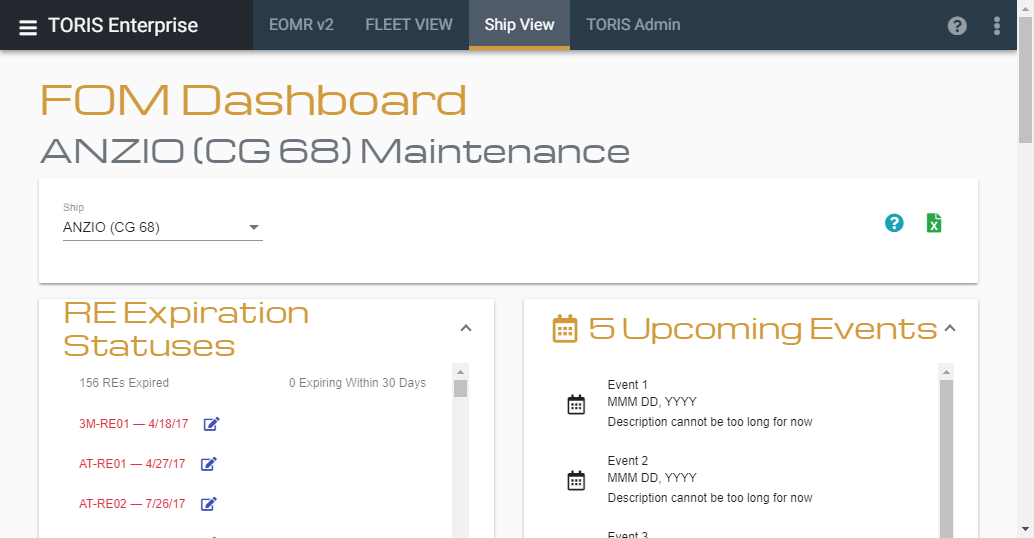 TORIS Enterprise EOMR v2 FLEET VIEW Ship View TORIS Admin
FOM Dashboard
ANZIO (CG 68) Maintenance
Ship
ANZIO (CG 68)
RE Expiration
Statuses
156 REs Expired 0 Expiring Within 30 Days
3M-RE01 — 4/18/17
AT-RE01 — 4/27/17
AT-RE02 — 7/26/17
5 Upcoming Events
Event 1
MMM DD, YYYY
Description cannot be too long for now
Event 2
MMM DD, YYYY
Description cannot be too long for now
Event 3